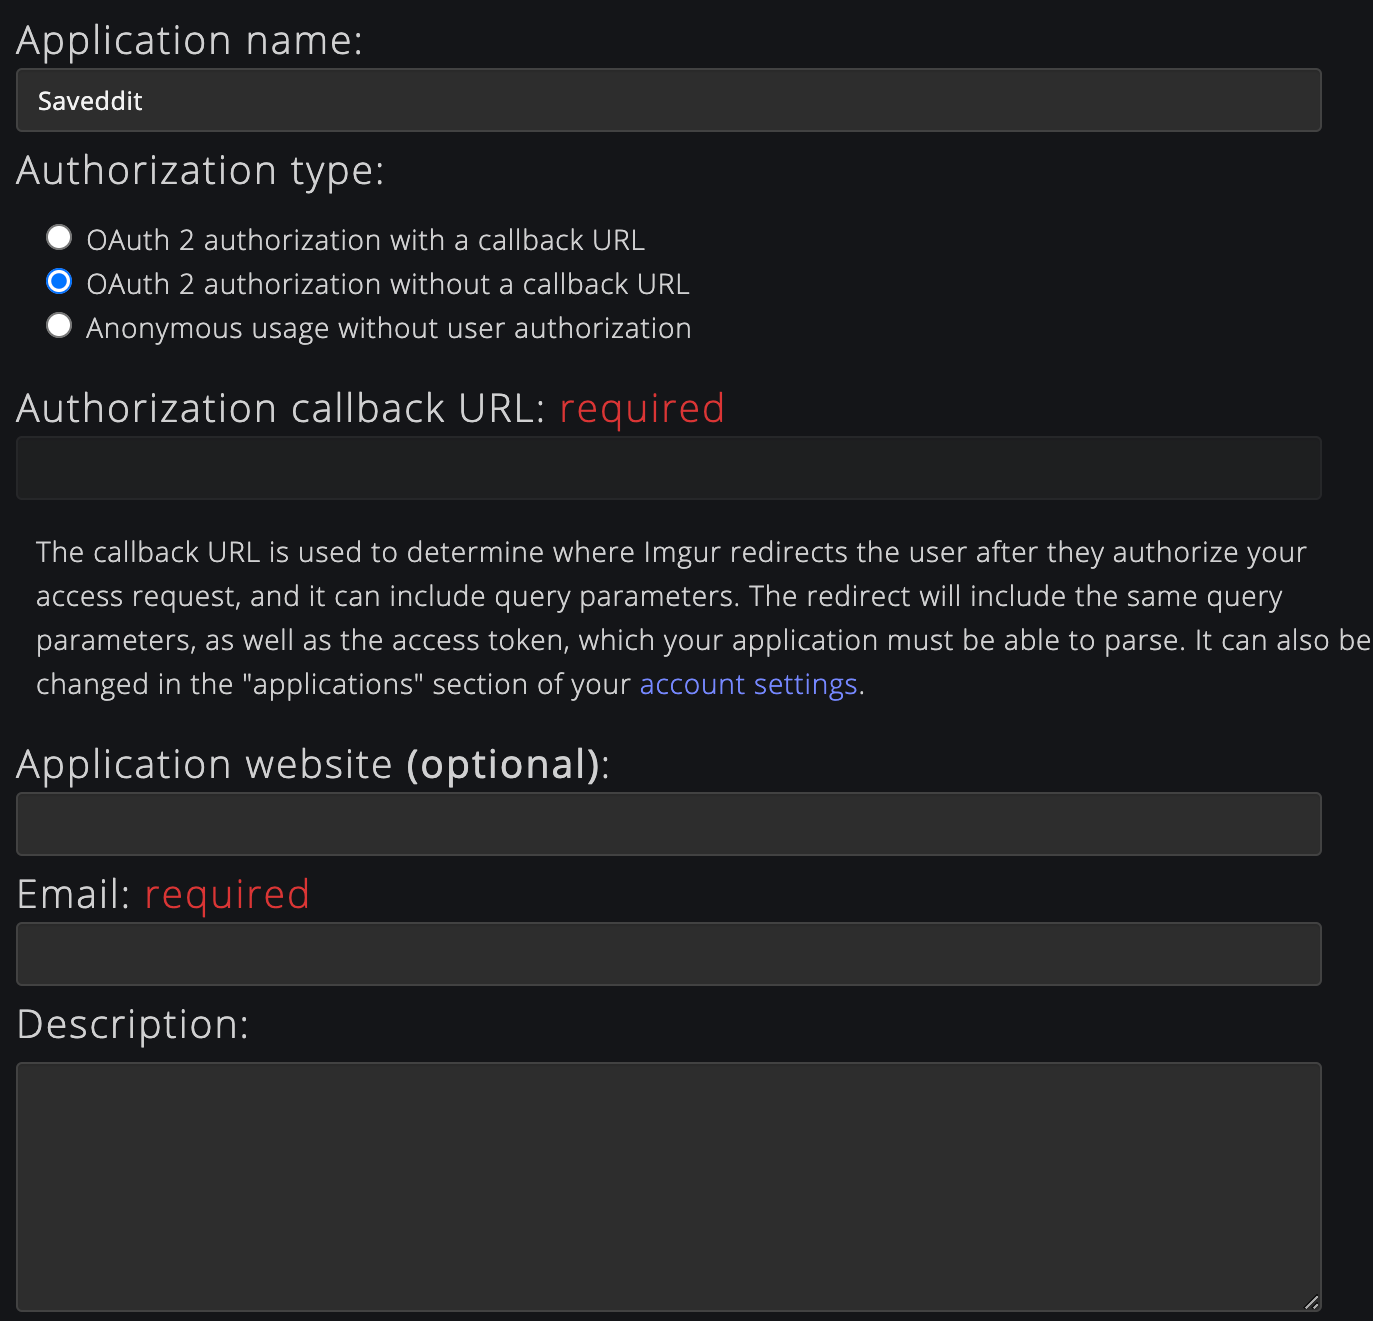 Application name:
Saveddit
Authorization type:
OAuth 2 authorization with a callback URL
OAuth 2 authorization without a callback URL
Anonymous usage without user authorization
Authorization callback URL: required
The callback URL is used to determine where Imgur redirects the user after they authorize your
access request, and it can include query parameters. The redirect will include the same query
parameters, as well as the access token, which your application must be able to parse. It can also be
changed in the "applications" section of your account settings.
Application website (optional):
Email: required
Description: